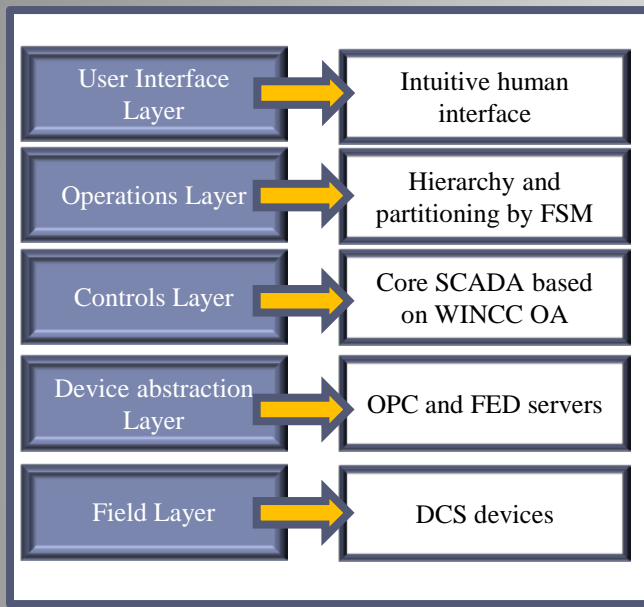 User Interface
Layer
Intuitive human
interface
Operations Layer
Hierarchy and
partitioning by FSM
Controls Layer
Core SCADA based
on WINCC OA
Device abstraction
Layer
OPC and FED servers
Field Layer
DCS devices